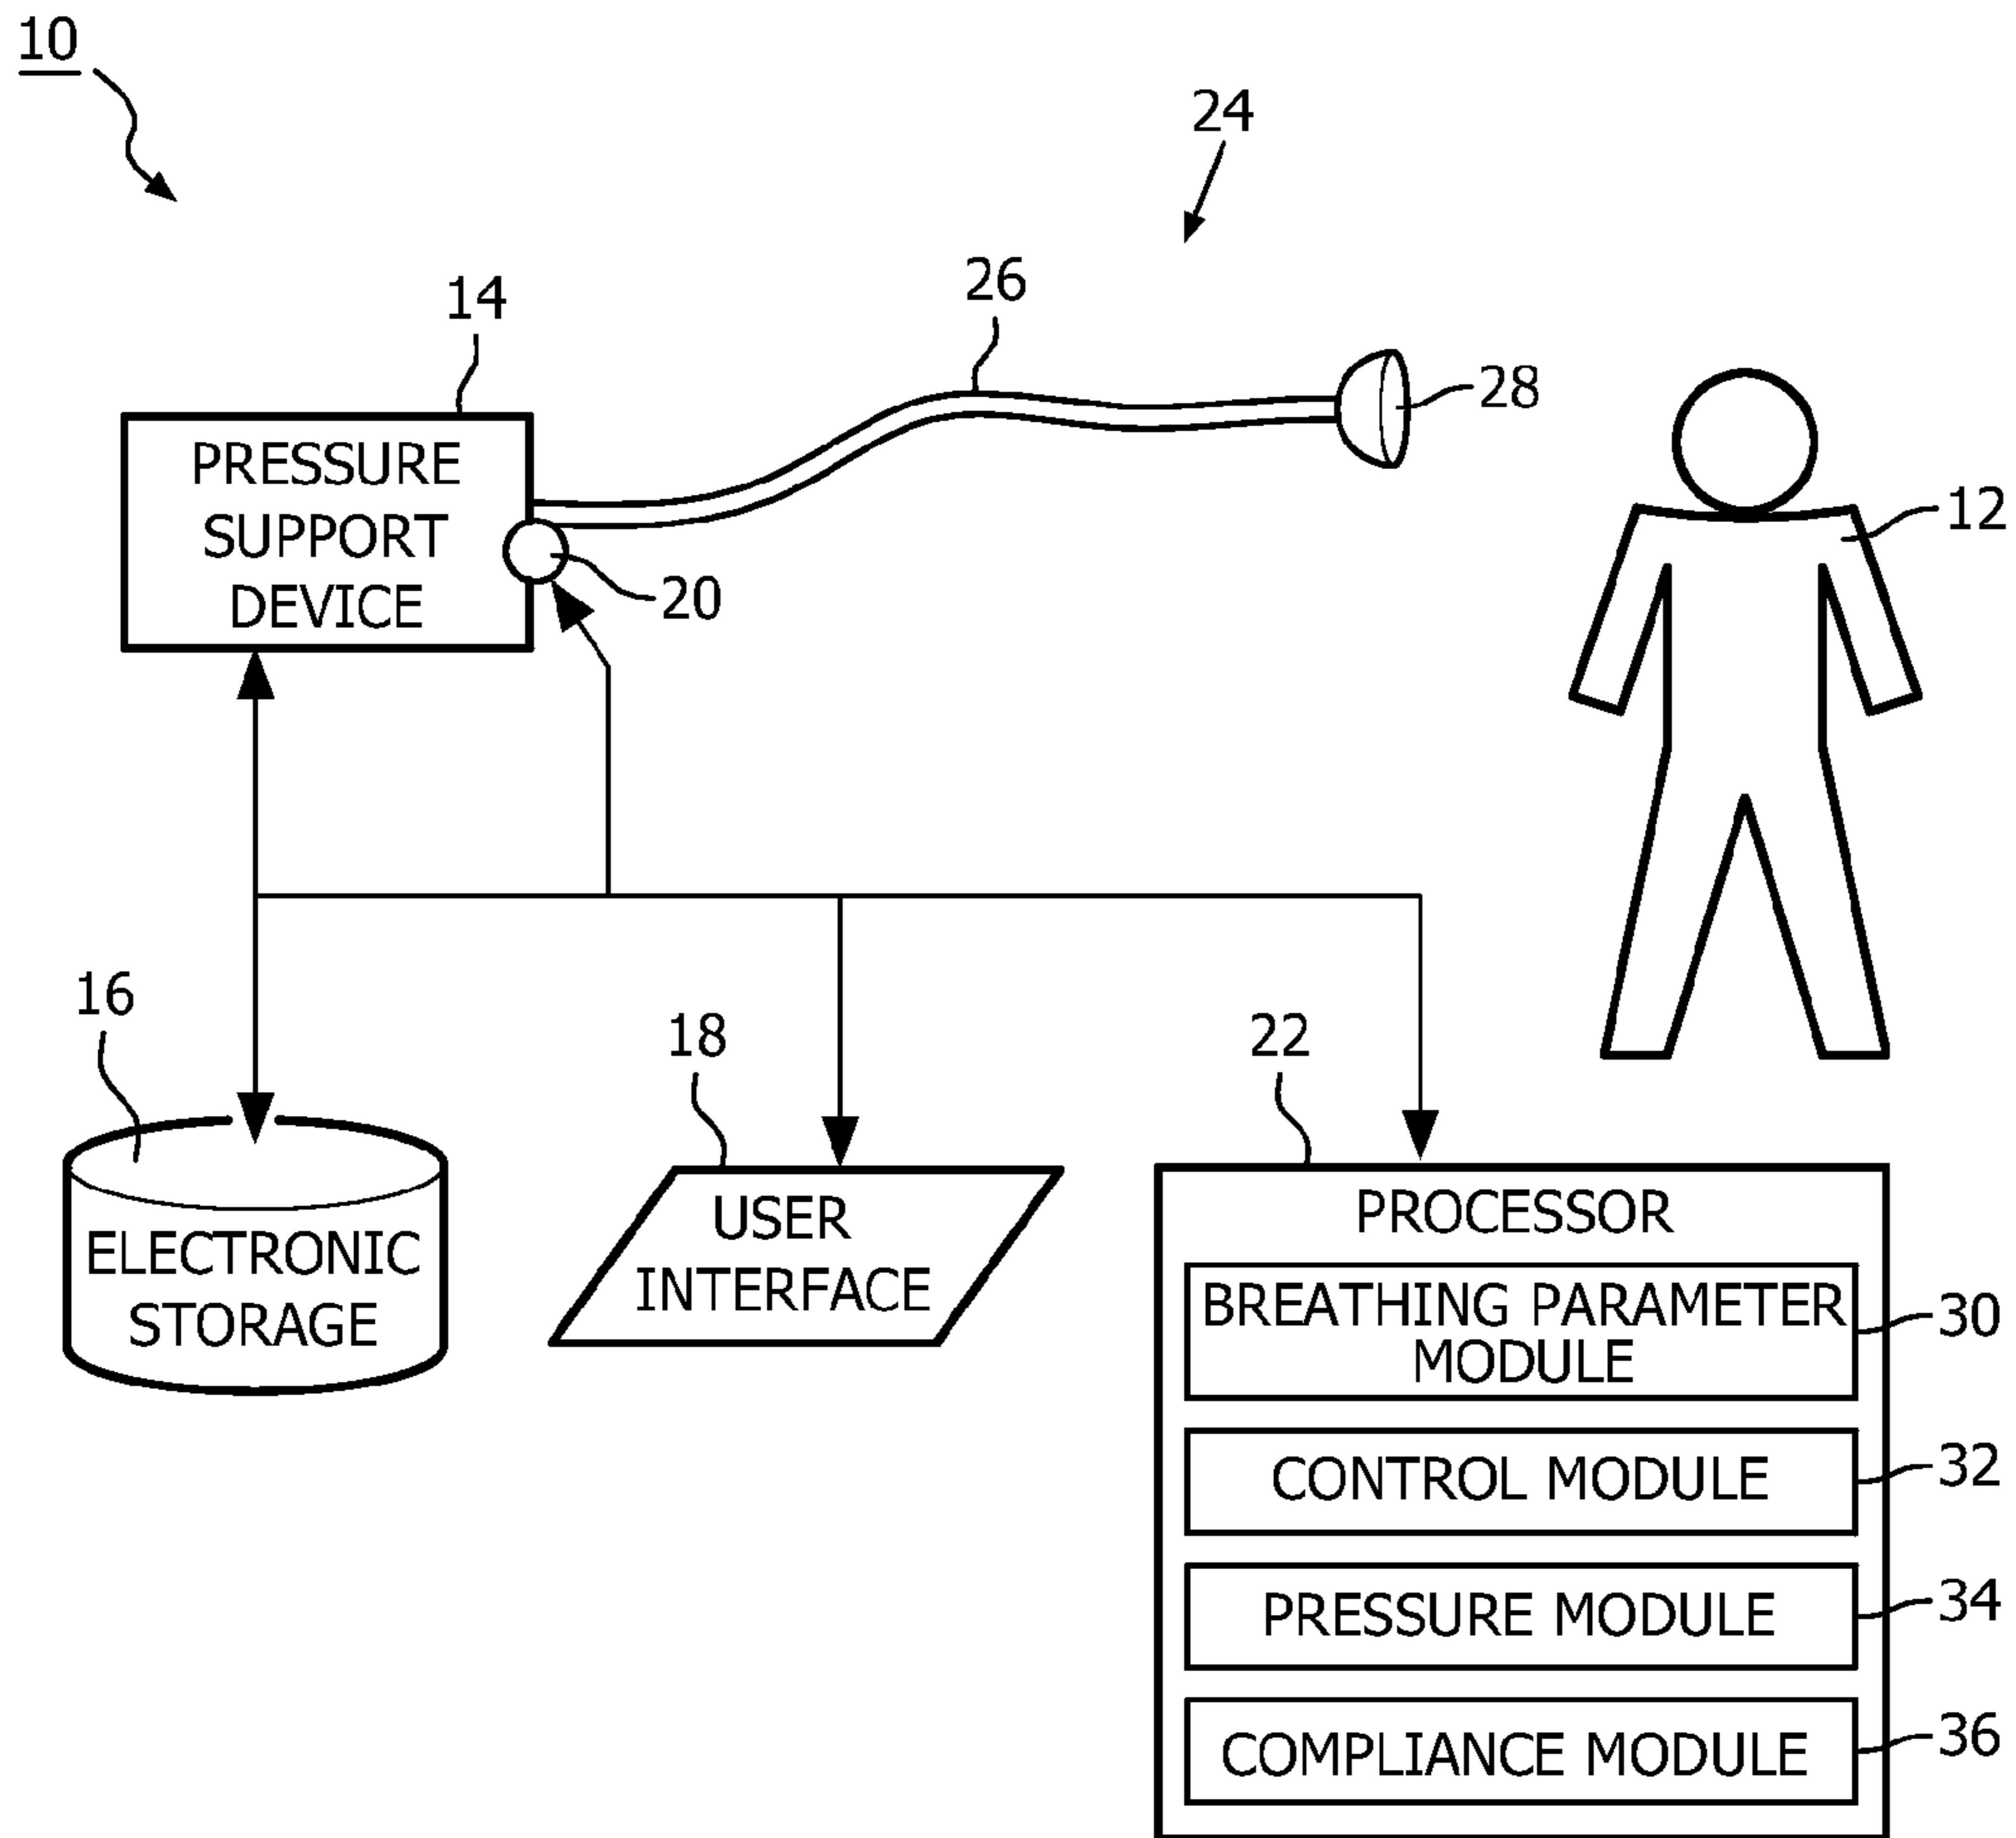 10
24
26
14
28
PRESSURE
SUPPORT
DEVICE
12
20
16
18
22
ELECTRONIC
STORAGE
USER
INTERFACE
PROCESSOR
BREATHING PARAMETER
MODULE
30
CONTROL MODULE
32
PRESSURE MODULE
34
COMPLIANCE MODULE
36